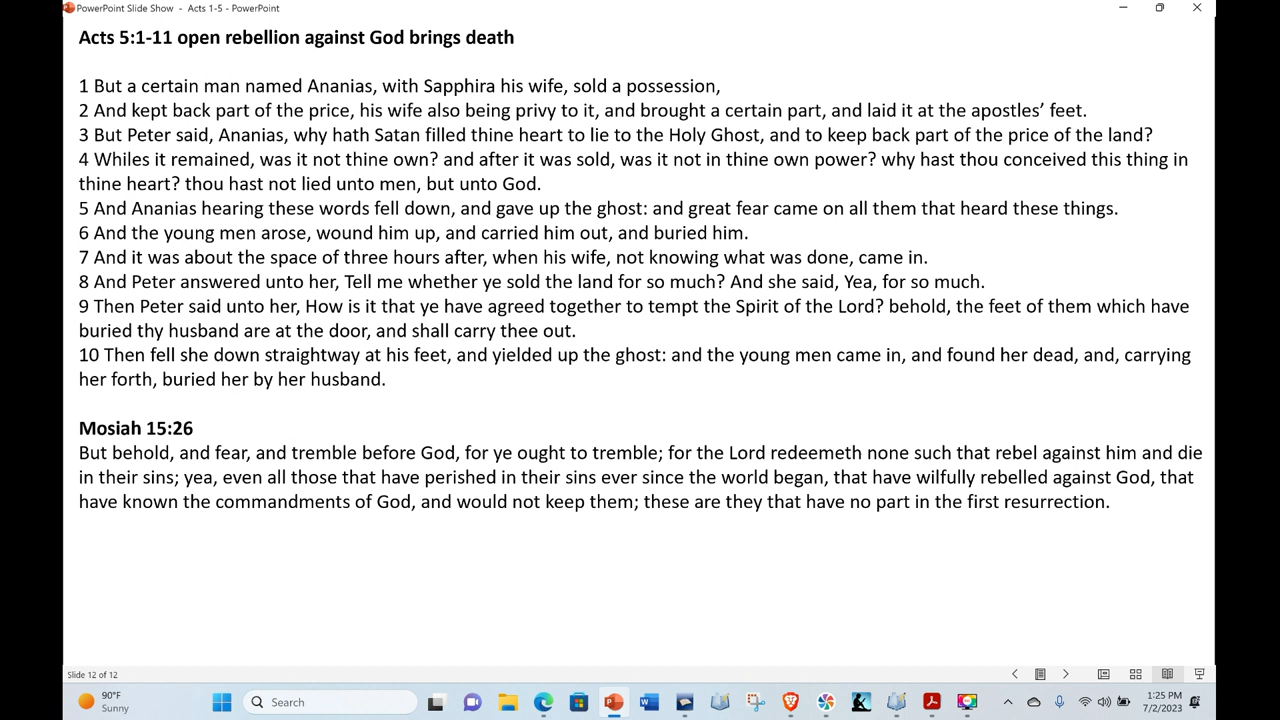 PowerPoint Slide Show - Acts 1-5 - PowerPoint
Acts 5:1-11 open rebellion against God brings death
1 But a certain man named Ananias, with Sapphira his wife, sold a possession,
2 And kept back part of the price, his wife also being privy to it, and brought a certain part, and laid it at the apostles’ feet.
3 But Peter said, Ananias, why hath Satan filled thine heart to lie to the Holy Ghost, and to keep back part of the price of the land?
4 Whiles it remained, was it not thine own? and after it was sold, was it not in thine own power? why hast thou conceived this thing in
thine heart? thou hast not lied unto men, but unto God.
5 And Ananias hearing these words fell down, and gave up the ghost: and great fear came on all them that heard these things.
6 And the young men arose, wound him up, and carried him out, and buried him.
7 And it was about the space of three hours after, when his wife, not knowing what was done, came in.
8 And Peter answered unto her, Tell me whether ye sold the land for so much? And she said, Yea, for so much.
9 Then Peter said unto her, How is it that ye have agreed together to tempt the Spirit of the Lord? behold, the feet of them which have
buried thy husband are at the door, and shall carry thee out.
10 Then fell she down straightway at his feet, and yielded up the ghost: and the young men came in, and found her dead, and, carrying
her forth, buried her by her husband.
Mosiah 15:26
But behold, and fear, and tremble before God, for ye ought to tremble; for the Lord redeemeth none such that rebel against him and die
in their sins; yea, even all those that have perished in their sins ever since the world began, that have wilfully rebelled against God, that
have known the commandments of God, and would not keep them; these are they that have no part in the first resurrection.
Slide 12 of 12
90°F
Sunny
Search
1:25 PM
7/2/2023